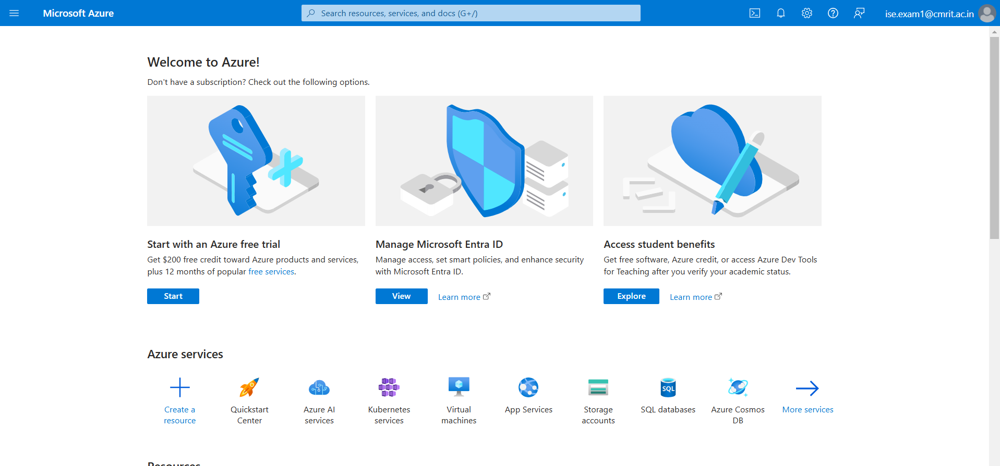 Microsoft Azure
Search resources, services, and docs (G+/)
ise.exam1@cmrit.ac.in
Welcome to Azure!
Don't have a subscription? Check out the following options.
Start with an Azure free trial
Get $200 free credit toward Azure products and services,
plus 12 months of popular free services.
Start
Manage Microsoft Entra ID
Manage access, set smart policies, and enhance security
with Microsoft Entra ID.
View
Learn more
Access student benefits
Get free software, Azure credit, or access Azure Dev Tools
for Teaching after you verify your academic status.
Explore
Learn more
Azure services
Create a
resource
Quickstart
Center
Azure AI
services
Kubernetes
services
Virtual
machines
App Services
Storage
accounts
SQL
SQL databases
Azure Cosmos
DB
More services
Resources